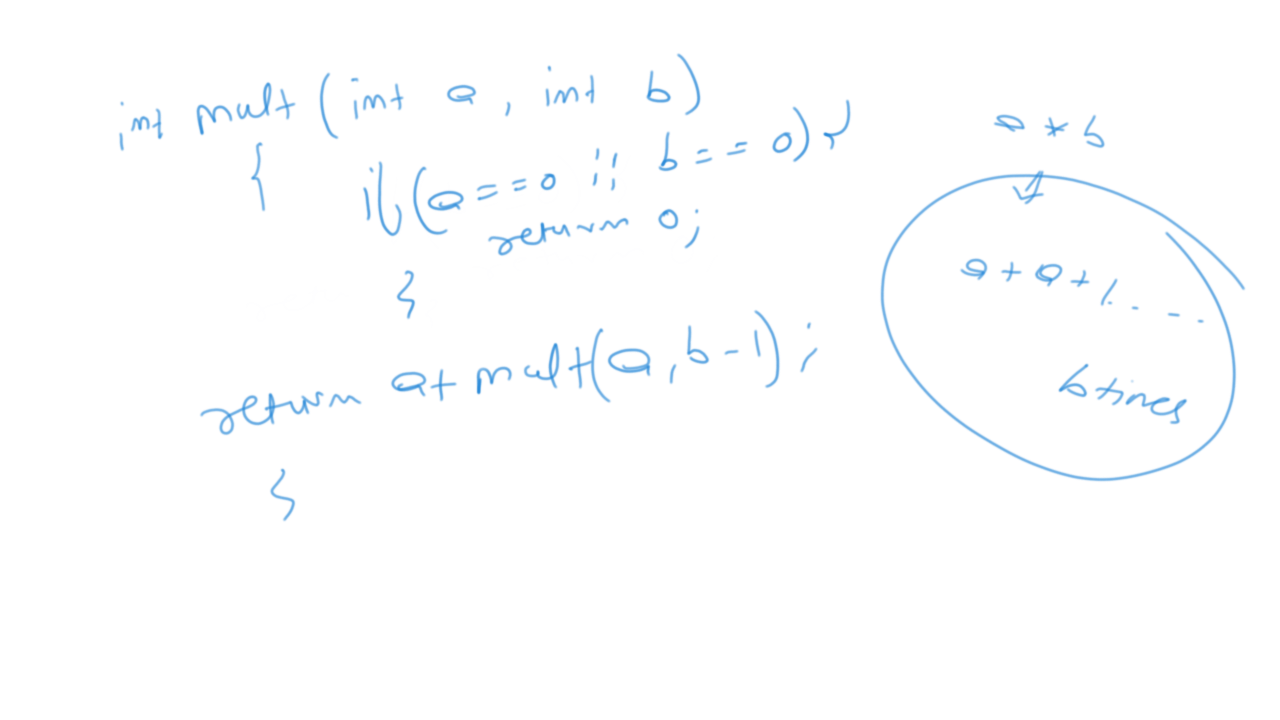 int mult (int a, int b)
{ if (a==0 || b==0) {
return 0;
}
return a+ mult(a, b-1);
}
a * b
a + a + . . . .
b times